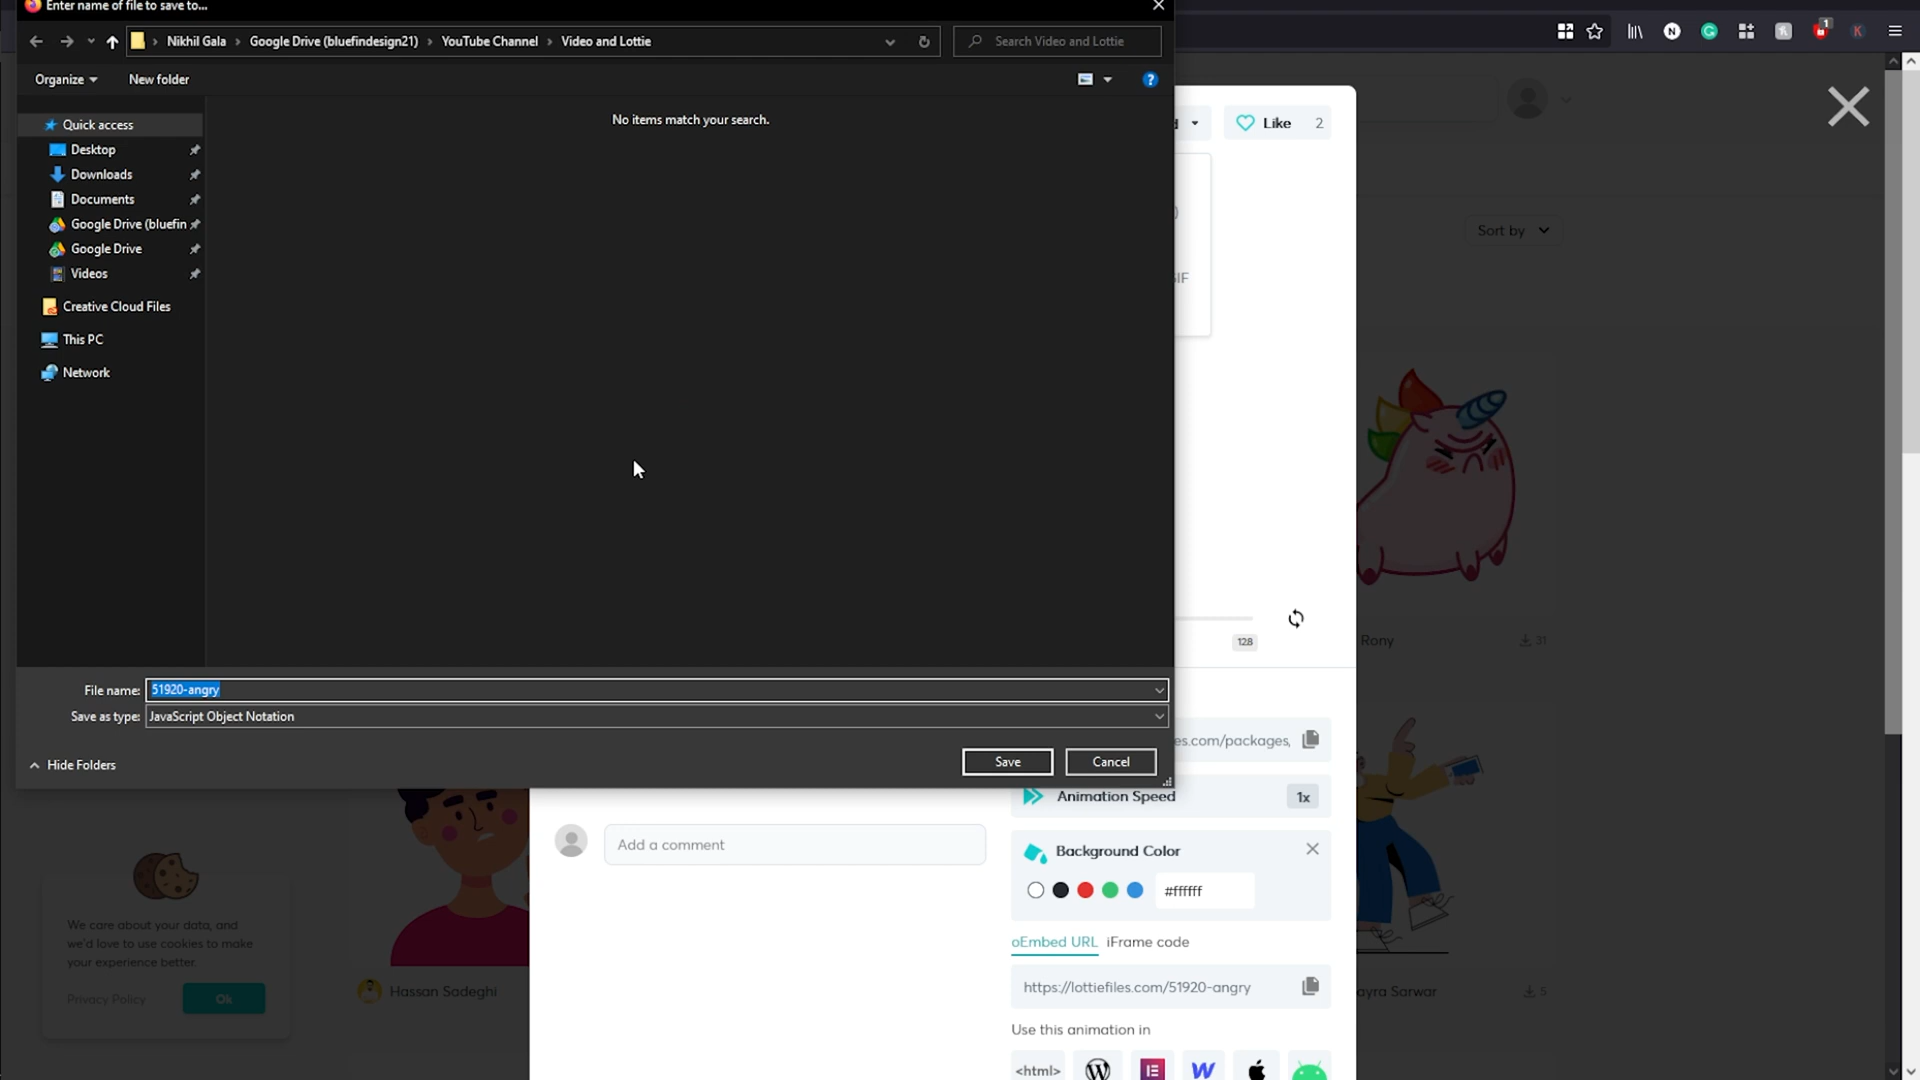 Enter name of file to save to...
Nikhil Gala > Google Drive (bluefindesign21) > YouTube Channel > Video and Lottie
Search Video and Lottie
1
N
K
Organize
New folder
?
No items match your search.
Quick access
Desktop
Downloads
Documents
Google Drive (bluefin
Google Drive
Videos
Creative Cloud Files
This PC
Network
Like 2
Sort by
IF
128
Rony
31
File name: 51920-angry
Save as type: JavaScript Object Notation
Hide Folders
Save
Cancel
es.com/packages,
Animation Speed
1x
Add a comment
Background Color
#ffffff
oEmbed URL
iFrame code
https://lottiefiles.com/51920-angry
Use this animation in
<html>
We care about your data, and
we'd love to use cookies to make
your experience better.
Privacy Policy
Ok
Hassan Sadeghi
ayra Sarwar
5